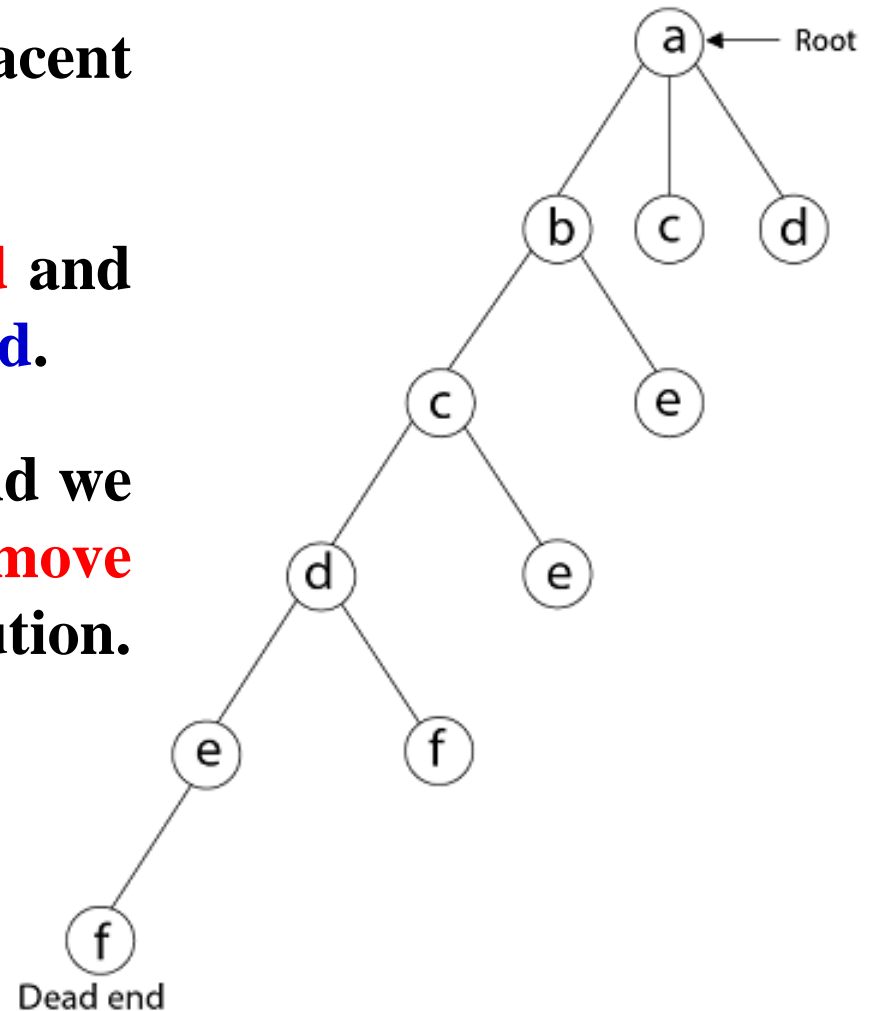 a Root
acent
b c d
and
d.
c e
we
move
d e
ution.
e f
f
Dead end